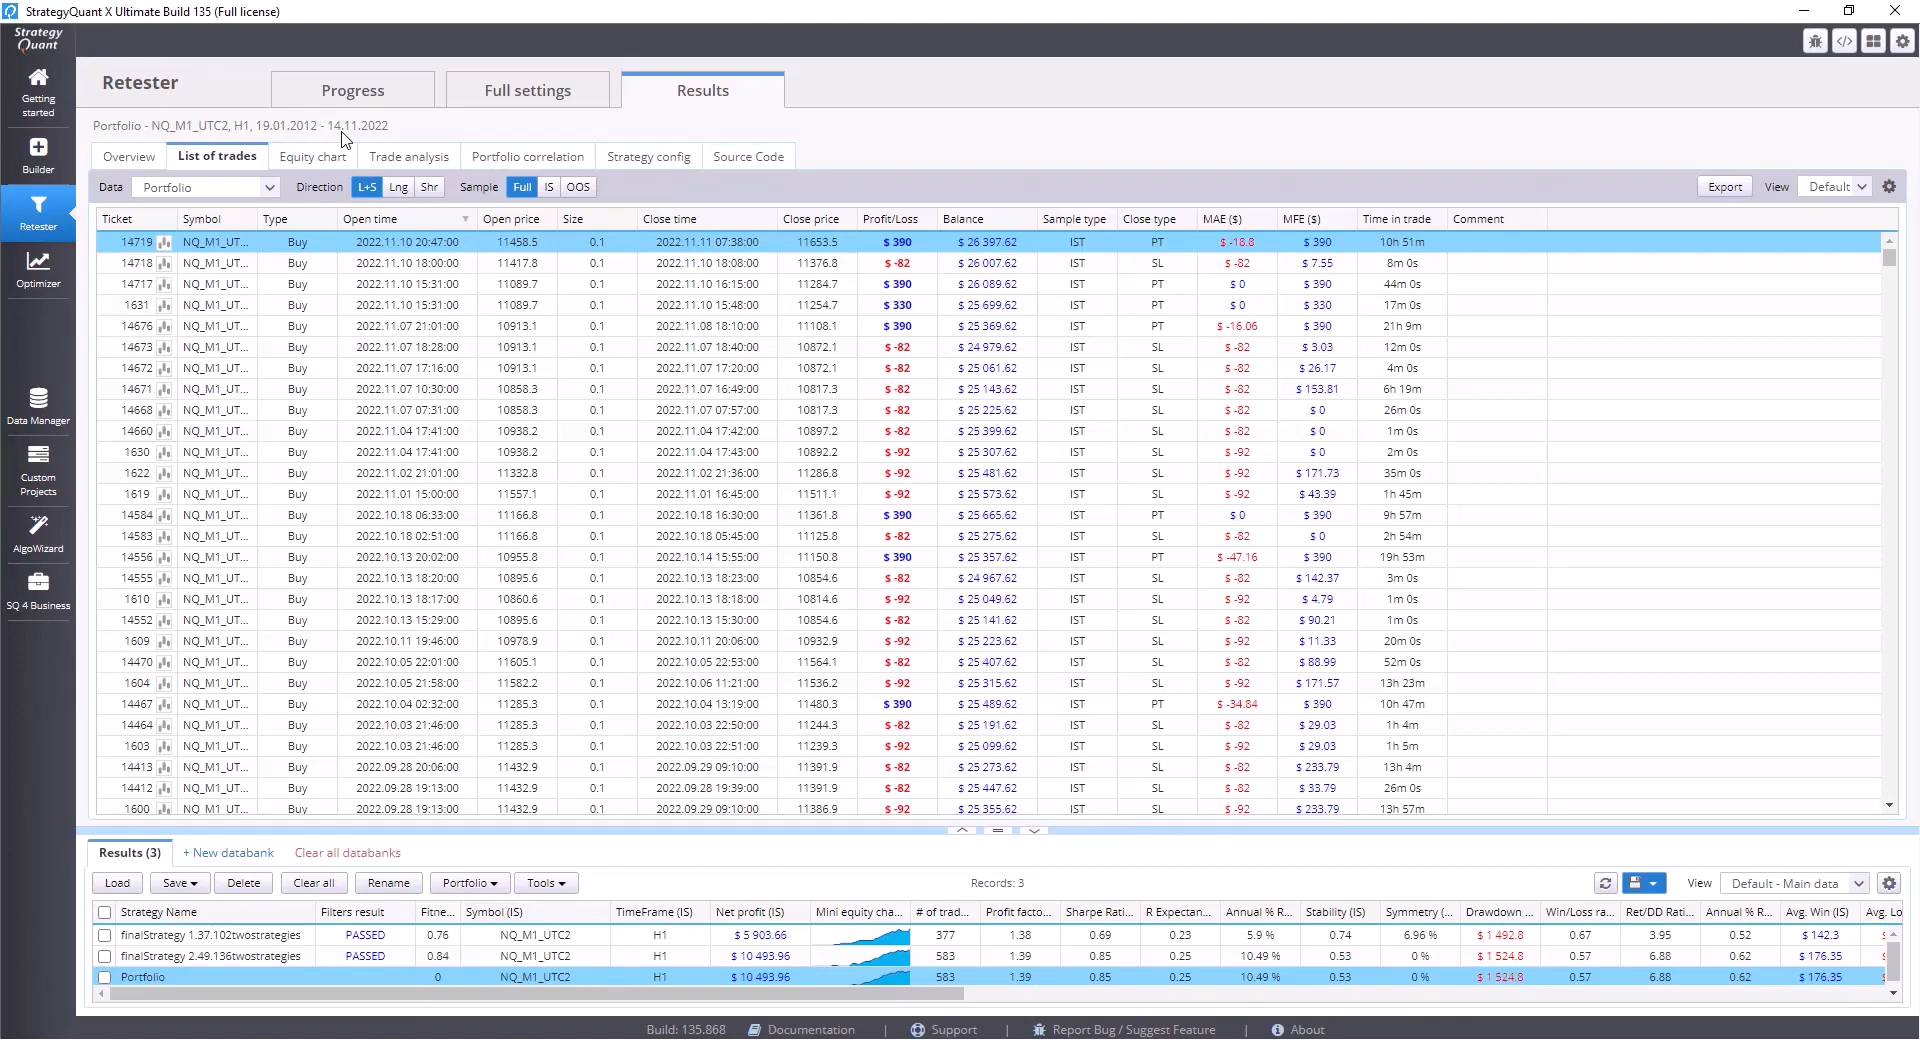 StrategyQuant X Ultimate Build 135 (Full license)
Strategy Quant
Getting started
Builder
Retester
Optimizer
Data Manager
Custom Projects
AlgoWizard
SQ 4 Business
Retester Progress Full settings Results
Portfolio - NQ_M1_UTC2, H1, 19.01.2012 - 14.11.2022
Overview List of trades Equity chart Trade analysis Portfolio correlation Strategy config Source Code
Data Portfolio Direction L+S Lng Shr Sample Full IS OOS Export View Default
Ticket Symbol Type Open time Open price Size Close time Close price Profit/Loss Balance Sample type Close type MAE ($) MFE ($) Time in trade Comment
14719 NQ_M1_UT... Buy 2022.11.10 20:47:00 11458.5 0.1 2022.11.11 07:38:00 11653.5 $ 390 $ 26 397.62 IST PT $ -18.8 $ 390 10h 51m
14718 NQ_M1_UT... Buy 2022.11.10 18:00:00 11417.8 0.1 2022.11.10 18:08:00 11376.8 $ -82 $ 26 007.62 IST SL $ -82 $ 7.55 8m 0s
14717 NQ_M1_UT... Buy 2022.11.10 15:31:00 11089.7 0.1 2022.11.10 16:15:00 11284.7 $ 390 $ 26 089.62 IST PT $ 0 $ 390 44m 0s
1631 NQ_M1_UT... Buy 2022.11.10 15:31:00 11089.7 0.1 2022.11.10 15:48:00 11254.7 $ 330 $ 25 699.62 IST PT $ 0 $ 330 17m 0s
14676 NQ_M1_UT... Buy 2022.11.07 21:01:00 10913.1 0.1 2022.11.08 18:10:00 11108.1 $ 390 $ 25 369.62 IST PT $ -16.06 $ 390 21h 9m
14673 NQ_M1_UT... Buy 2022.11.07 18:28:00 10913.1 0.1 2022.11.07 18:40:00 10872.1 $ -82 $ 24 979.62 IST SL $ -82 $ 3.03 12m 0s
14672 NQ_M1_UT... Buy 2022.11.07 17:16:00 10913.1 0.1 2022.11.07 17:20:00 10872.1 $ -82 $ 25 061.62 IST SL $ -82 $ 26.17 4m 0s
14671 NQ_M1_UT... Buy 2022.11.07 10:30:00 10858.3 0.1 2022.11.07 16:49:00 10817.3 $ -82 $ 25 143.62 IST SL $ -82 $ 153.81 6h 19m
14668 NQ_M1_UT... Buy 2022.11.07 07:31:00 10858.3 0.1 2022.11.07 07:57:00 10817.3 $ -82 $ 25 225.62 IST SL $ -82 $ 0 26m 0s
14660 NQ_M1_UT... Buy 2022.11.04 17:41:00 10938.2 0.1 2022.11.04 17:42:00 10897.2 $ -82 $ 25 399.62 IST SL $ -82 $ 0 1m 0s
1630 NQ_M1_UT... Buy 2022.11.04 17:41:00 10938.2 0.1 2022.11.04 17:43:00 10892.2 $ -92 $ 25 307.62 IST SL $ -92 $ 0 2m 0s
1622 NQ_M1_UT... Buy 2022.11.02 21:01:00 11332.8 0.1 2022.11.02 21:36:00 11286.8 $ -92 $ 25 481.62 IST SL $ -92 $ 171.73 35m 0s
1619 NQ_M1_UT... Buy 2022.11.01 15:00:00 11557.1 0.1 2022.11.01 16:45:00 11511.1 $ -92 $ 25 573.62 IST SL $ -92 $ 43.39 1h 45m
14584 NQ_M1_UT... Buy 2022.10.18 06:33:00 11166.8 0.1 2022.10.18 16:30:00 11361.8 $ 390 $ 25 665.62 IST PT $ 0 $ 390 9h 57m
14583 NQ_M1_UT... Buy 2022.10.18 02:51:00 11166.8 0.1 2022.10.18 05:45:00 11125.8 $ -82 $ 25 275.62 IST SL $ -82 $ 0 2h 54m
14556 NQ_M1_UT... Buy 2022.10.13 20:02:00 10955.8 0.1 2022.10.14 15:55:00 11150.8 $ 390 $ 25 357.62 IST PT $ -47.16 $ 390 19h 53m
14555 NQ_M1_UT... Buy 2022.10.13 18:20:00 10895.6 0.1 2022.10.13 18:23:00 10854.6 $ -82 $ 24 967.62 IST SL $ -82 $ 142.37 3m 0s
1610 NQ_M1_UT... Buy 2022.10.13 18:17:00 10860.6 0.1 2022.10.13 18:18:00 10814.6 $ -92 $ 25 049.62 IST SL $ -92 $ 4.79 1m 0s
14552 NQ_M1_UT... Buy 2022.10.13 15:29:00 10895.6 0.1 2022.10.13 15:30:00 10854.6 $ -82 $ 25 141.62 IST SL $ -82 $ 90.21 1m 0s
1609 NQ_M1_UT... Buy 2022.10.11 19:46:00 10978.9 0.1 2022.10.11 20:06:00 10932.9 $ -92 $ 25 223.62 IST SL $ -92 $ 11.33 20m 0s
14470 NQ_M1_UT... Buy 2022.10.05 22:01:00 11605.1 0.1 2022.10.05 22:53:00 11564.1 $ -82 $ 25 407.62 IST SL $ -82 $ 88.99 52m 0s
1604 NQ_M1_UT... Buy 2022.10.05 21:58:00 11582.2 0.1 2022.10.06 11:21:00 11536.2 $ -92 $ 25 315.62 IST SL $ -92 $ 171.57 13h 23m
14467 NQ_M1_UT... Buy 2022.10.04 02:32:00 11285.3 0.1 2022.10.04 13:19:00 11480.3 $ 390 $ 25 489.62 IST PT $ -34.84 $ 390 10h 47m
14464 NQ_M1_UT... Buy 2022.10.03 21:46:00 11285.3 0.1 2022.10.03 22:50:00 11244.3 $ -82 $ 25 191.62 IST SL $ -82 $ 29.03 1h 4m
1603 NQ_M1_UT... Buy 2022.10.03 21:46:00 11285.3 0.1 2022.10.03 22:51:00 11239.3 $ -92 $ 25 099.62 IST SL $ -92 $ 29.03 1h 5m
14413 NQ_M1_UT... Buy 2022.09.28 20:06:00 11432.9 0.1 2022.09.29 09:10:00 11391.9 $ -82 $ 25 273.62 IST SL $ -82 $ 233.79 13h 4m
14412 NQ_M1_UT... Buy 2022.09.28 19:13:00 11432.9 0.1 2022.09.28 19:39:00 11391.9 $ -82 $ 25 447.62 IST SL $ -82 $ 33.79 26m 0s
1600 NQ_M1_UT... Buy 2022.09.28 19:13:00 11432.9 0.1 2022.09.29 09:10:00 11386.9 $ -92 $ 25 355.62 IST SL $ -92 $ 233.79 13h 57m
Results (3) + New databank Clear all databanks
Load Save Delete Clear all Rename Portfolio Tools Records: 3 View Default - Main data
Strategy Name Filters result Fitne... Symbol (IS) TimeFrame (IS) Net profit (IS) Mini equity cha... # of trad... Profit facto... Sharpe Rati... R Expectan... Annual % R... Stability (IS) Symmetry (... Drawdown ... Win/Loss ra... Ret/DD Rati... Annual % R... Avg. Win (IS) Avg. Lo
finalStrategy 1.37.102twostrategies PASSED 0.76 NQ_M1_UTC2 H1 $ 5 903.66 377 1.38 0.69 0.23 5.9 % 0.74 6.96 % $ 1 492.8 0.67 3.95 0.52 $ 142.3
finalStrategy 2.49.136twostrategies PASSED 0.84 NQ_M1_UTC2 H1 $ 10 493.96 583 1.39 0.85 0.25 10.49 % 0.53 0 % $ 1 524.8 0.57 6.88 0.62 $ 176.35
Portfolio 0 NQ_M1_UTC2 H1 $ 10 493.96 583 1.39 0.85 0.25 10.49 % 0.53 0 % $ 1 524.8 0.57 6.88 0.62 $ 176.35
Build: 135.868 Documentation | Support | Report Bug / Suggest Feature | About